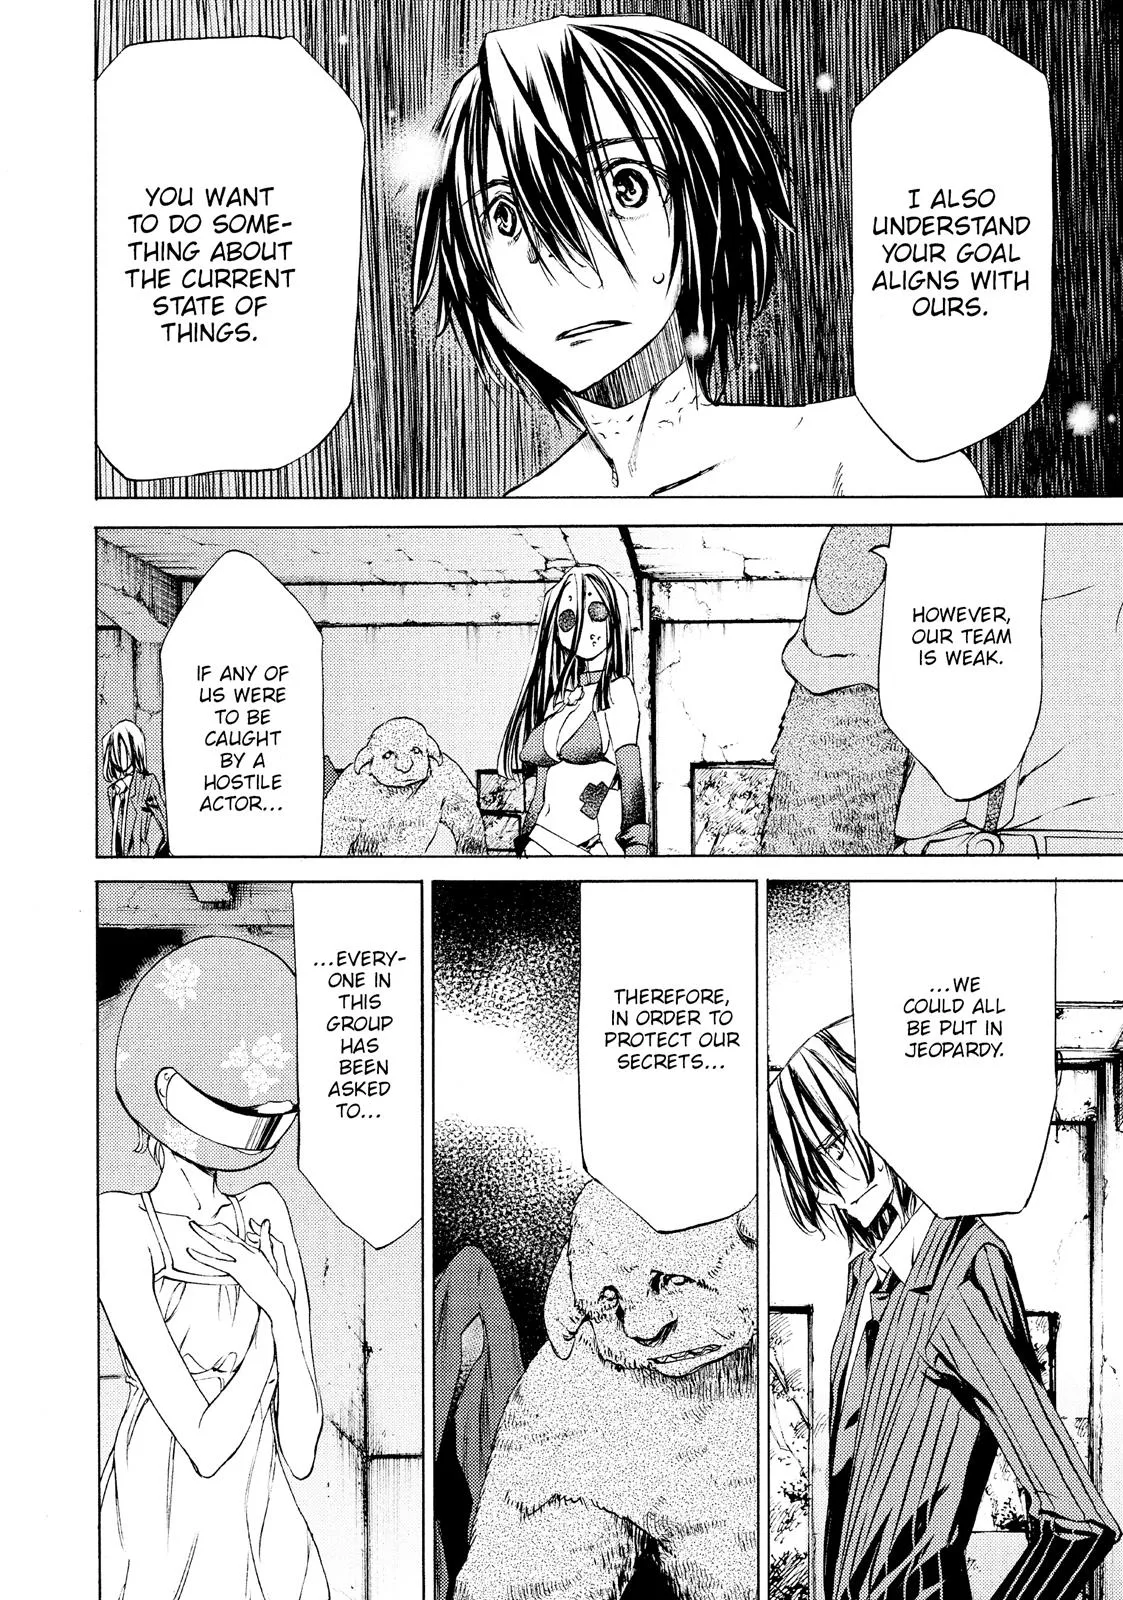 I ALSO
UNDERSTAND
YOUR GOAL
ALIGNS WITH
OURS.
YOU WANT
TO DO SOME-
THING ABOUT
THE CURRENT
STATE OF
THINGS.
HOWEVER,
OUR TEAM
IS WEAK.
IF ANY OF
US WERE
TO BE
CAUGHT
BY A
HOSTILE
ACTOR...
...WE
COULD ALL
BE PUT IN
JEOPARDY.
THEREFORE,
IN ORDER TO
PROTECT OUR
SECRETS...
...EVERY-
ONE IN
THIS
GROUP
HAS
BEEN
ASKED
TO...